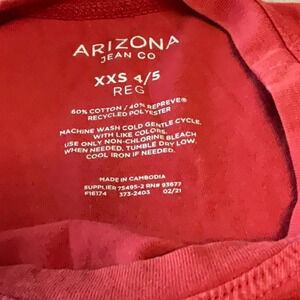 ARIZONA
JEAN CO
XXS 4/5
REG
60% COTTON / 40% REPREVE®
RECYCLED POLYESTER
MACHINE WASH COLD GENTLE CYCLE,
WITH LIKE COLORS.
USE ONLY NON-CHLORINE BLEACH
WHEN NEEDED, TUMBLE DRY LOW,
COOL IRON IF NEEDED.
MADE IN CAMBODIA
SUPPLIER 75495-2 RN# 93677
F16174 373-2403 02/21